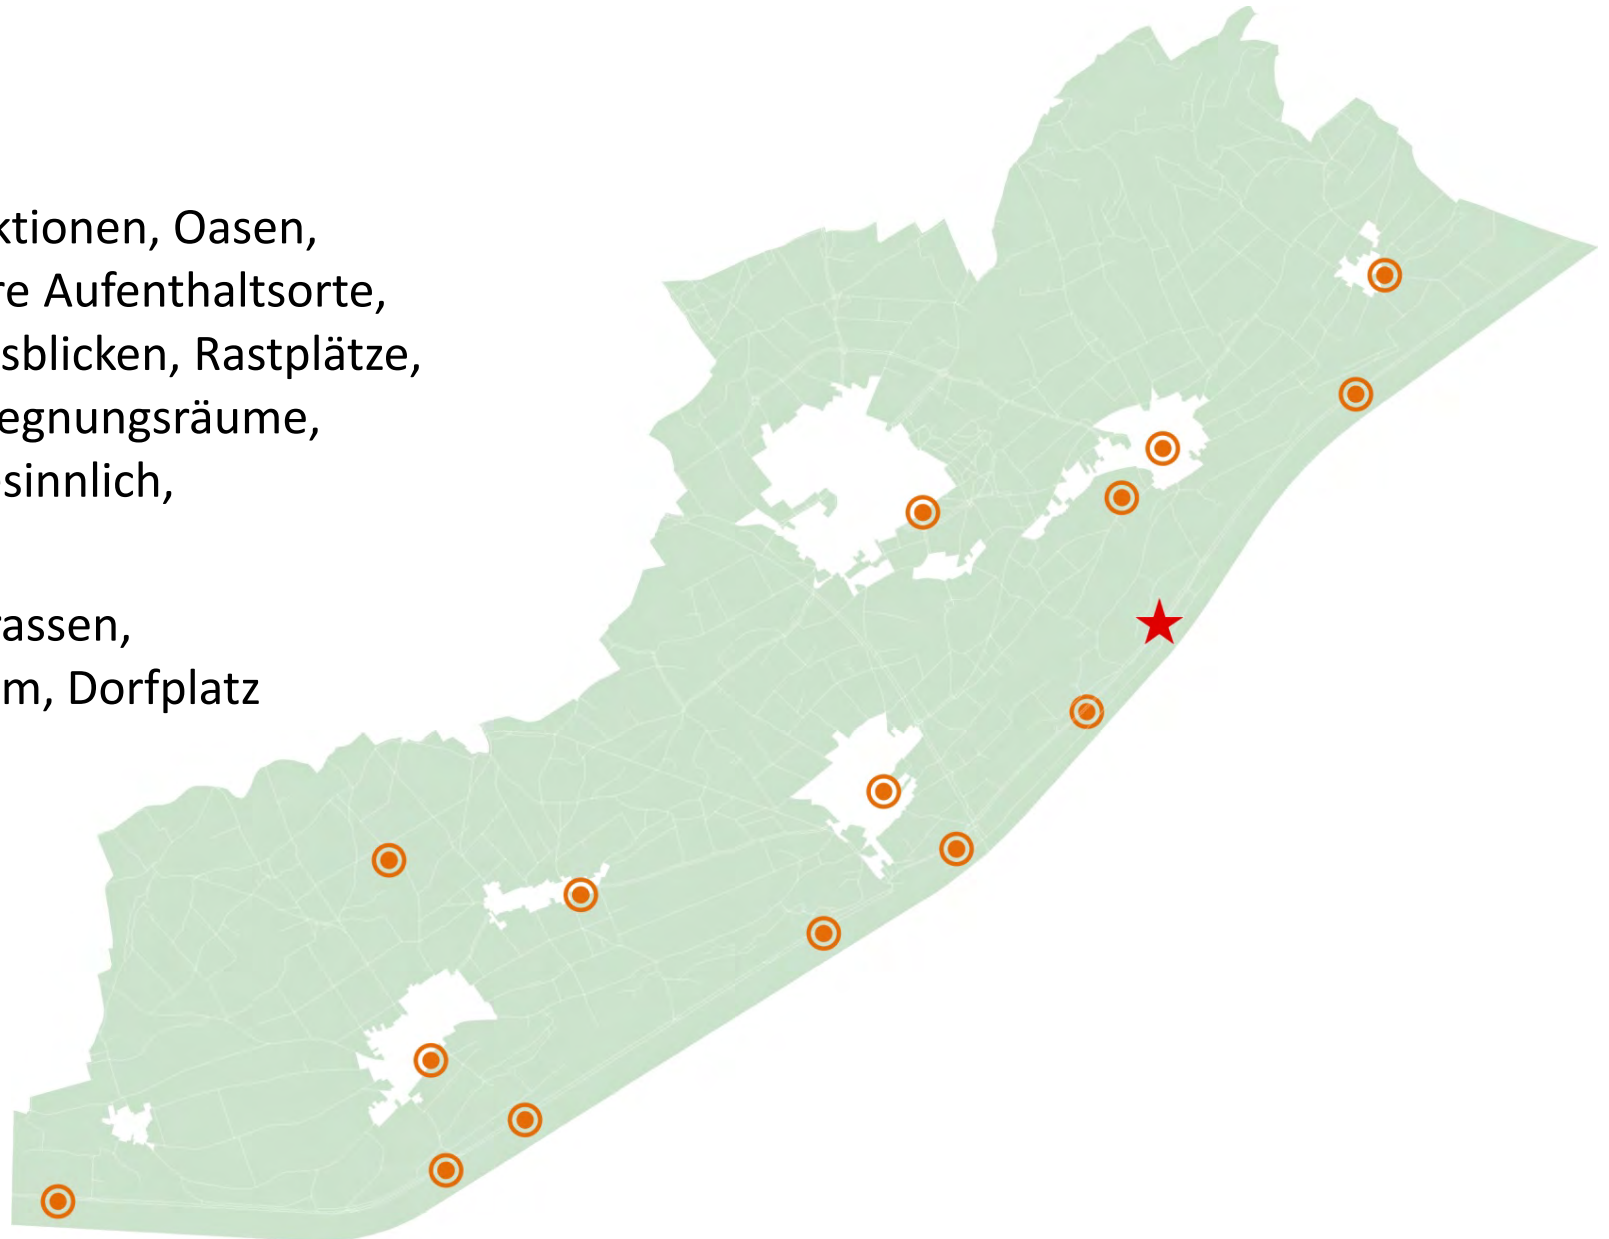 ktionen, Oasen,
re Aufenthaltsorte,
sblicken, Rastplätze,
egnungsräume,
sinnlich,
assen,
m, Dorfplatz